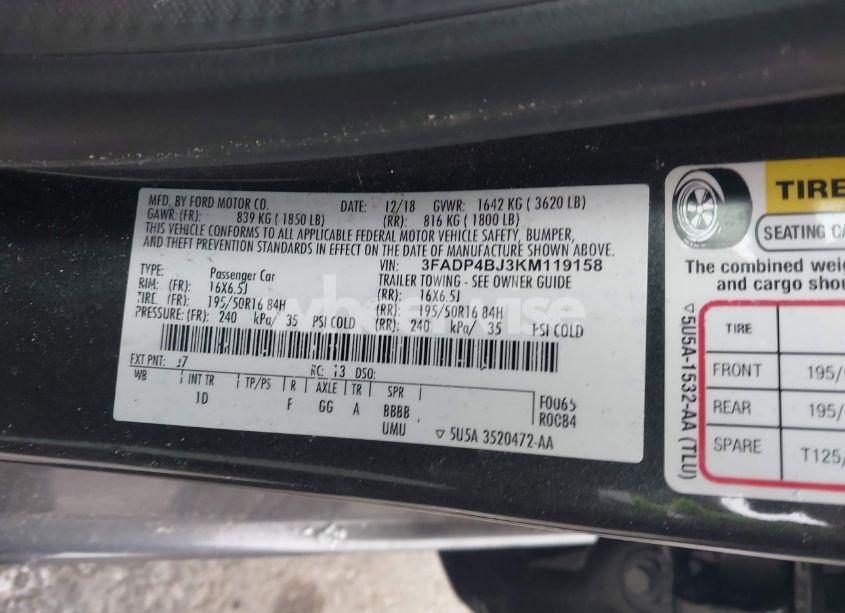 MFD. BY FORD MOTOR CO. DATE: 12/18 GVWR: 1642 KG ( 3620 LB)
GAWR: (FR): 839 KG ( 1850 LB) (RR): 816 KG ( 1800 LB)
THIS VEHICLE CONFORMS TO ALL APPLICABLE FEDERAL MOTOR VEHICLE SAFETY, BUMPER,
AND THEFT PREVENTION STANDARDS IN EFFECT ON THE DATE OF MANUFACTURE SHOWN ABOVE.
VIN: 3FADP4BJ3KM119158
TYPE: Passenger Car TRAILER TOWING - SEE OWNER GUIDE
RIM: (FR): 16X6.5J (RR): 16X6.5J
TIRE: (FR): 195/50R16 84H (RR): 195/50R16 84H
PRESSURE: (FR): 240 kPa/ 35 PSI COLD (RR): 240 kPa/ 35 PSI COLD
EXT PNT: RC: DSO:
WB INT TR TP/PS R AXLE TR SPR
1D F GG A BBBB
UMU
F0065
R0C84
▽ 5U5A 3520472-AA
TIRE
SEATING CA
The combined weig
and cargo shou
▽5U5A-1532-AA (TLU)
TIRE
FRONT 195/
REAR 195/
SPARE T125/